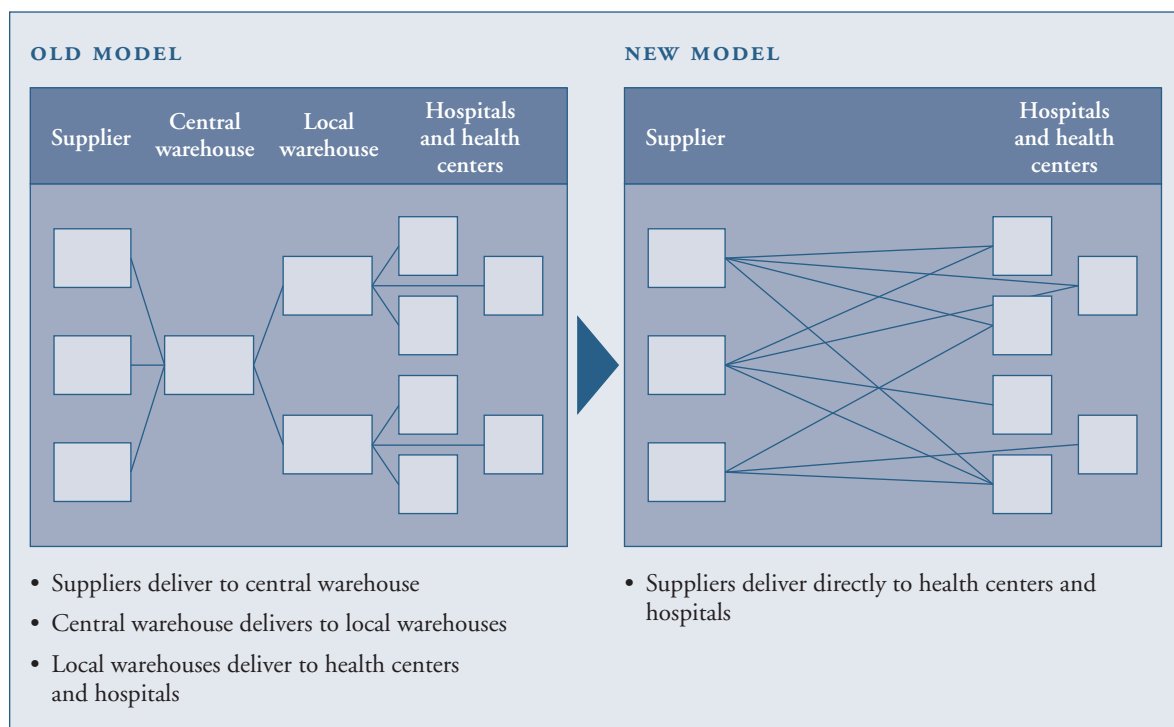 OLD MODEL
Supplier
Central
warehouse
Local
warehouse
Hospitals
and health
centers
• Suppliers deliver to central warehouse
• Central warehouse delivers to local warehouses
• Local warehouses deliver to health centers
and hospitals
NEW MODEL
Supplier
Hospitals
and health
centers
• Suppliers deliver directly to health centers and
hospitals